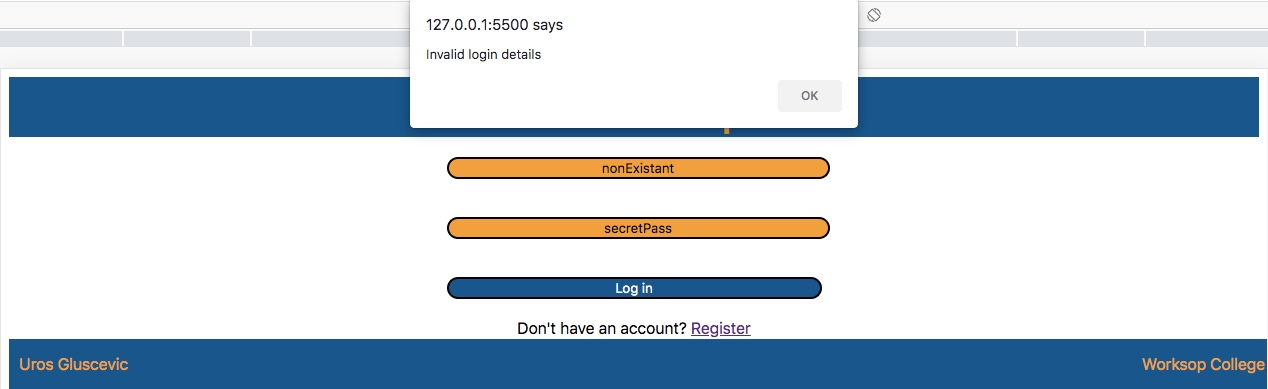 127.0.0.1:5500 says
Invalid login details
OK
nonExistant
secretPass
Log in
Don't have an account? Register
Uros Gluscevic
Worksop College